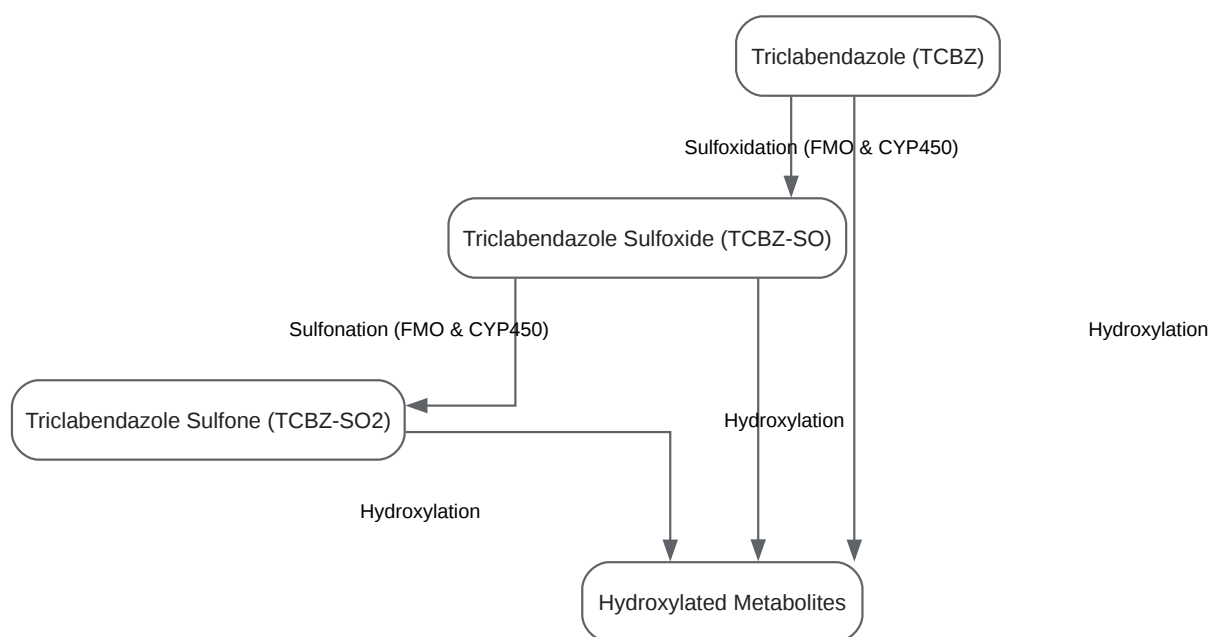 Triclabendazole (TCBZ)
Sulfoxidation (FMO & CYP450)
Triclabendazole Sulfoxide (TCBZ-SO)
Sulfonation (FMO & CYP450)
Hydroxylation
Triclabendazole Sulfone (TCBZ-SO2)
Hydroxylation
Hydroxylation
Hydroxylated Metabolites